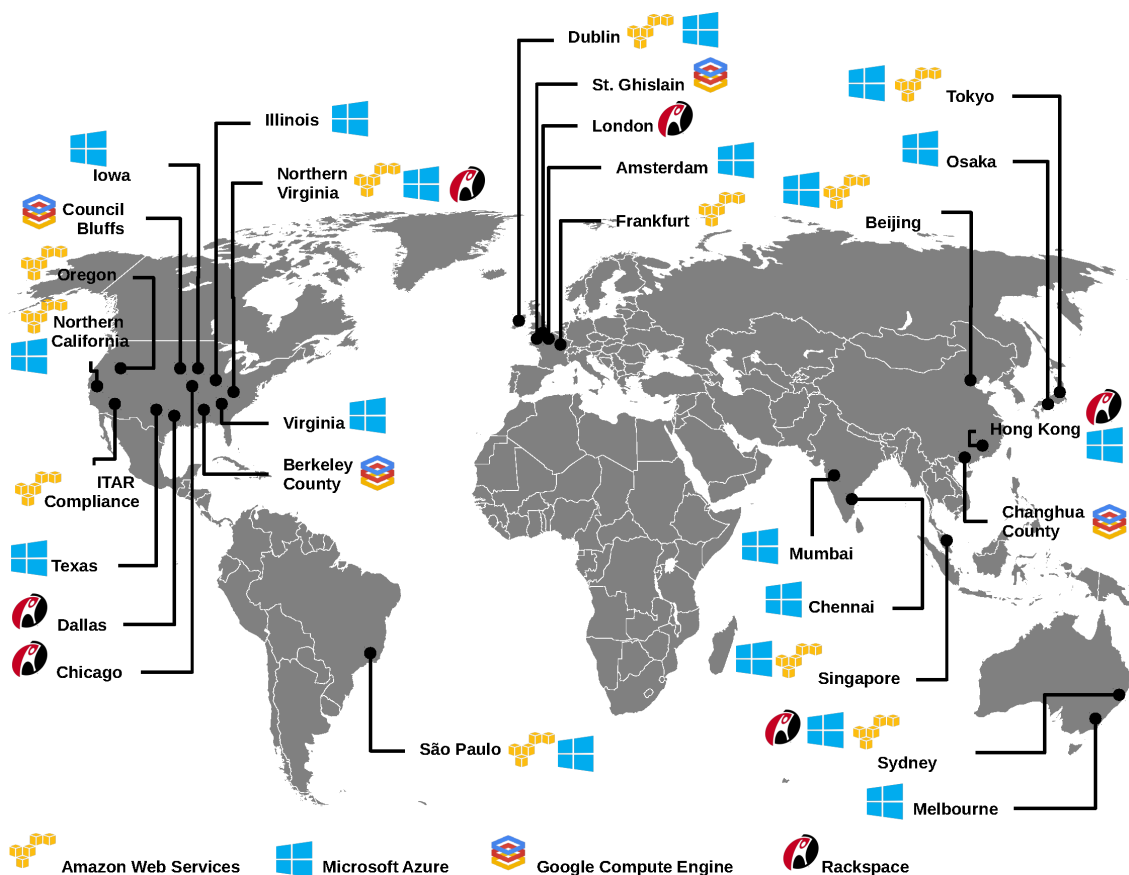 Dublin
St. Ghislain
London
Amsterdam
Frankfurt
Tokyo
Osaka
Beijing
Illinois
Northern
Virginia
Iowa
Council
Bluffs
Oregon
Northern
California
Virginia
Berkeley
County
ITAR
Compliance
Texas
Dallas
Chicago
São Paulo
Hong Kong
Changhua
County
Mumbai
Chennai
Singapore
Sydney
Melbourne
Amazon Web Services
Microsoft Azure
Google Compute Engine
Rackspace